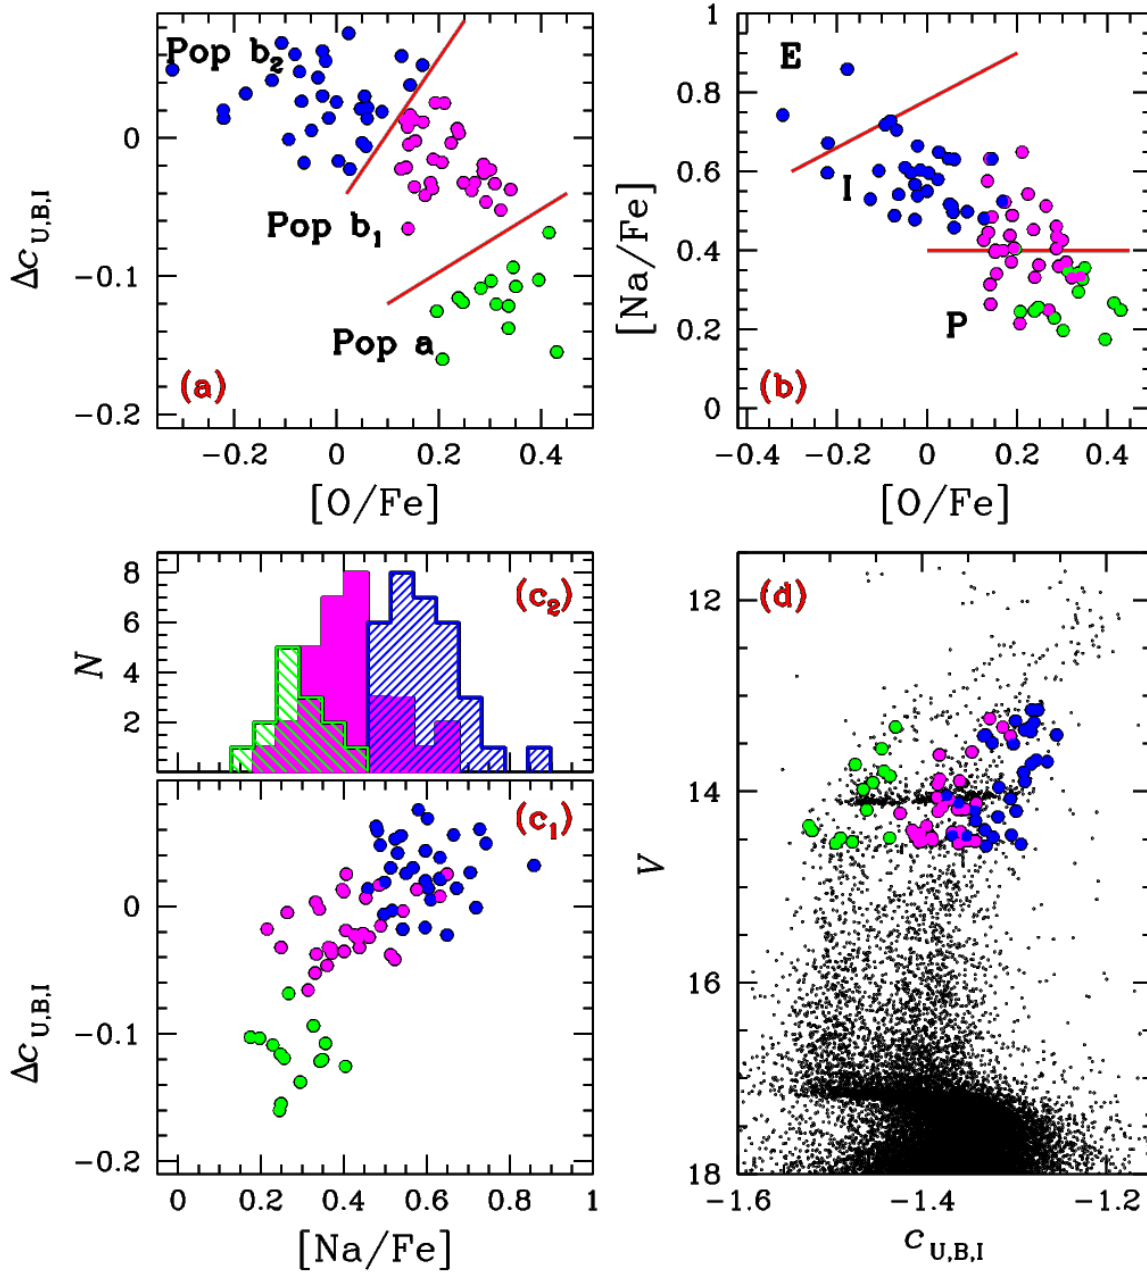 0
−0.1
−0.2
Δc U,B,I
Pop b2
Pop b1
Pop a
(a)
−0.2 0 0.2 0.4
[O/Fe]
1
0.8
0.6
0.4
0.2
0
[Na/Fe]
E
I
P
(b)
−0.4 −0.2 0 0.2 0.4
[O/Fe]
8
6
4
2
N
(c2)
0
−0.1
−0.2
Δc U,B,I
(c1)
0 0.2 0.4 0.6 0.8 1
[Na/Fe]
12
14
16
18
V
(d)
−1.6 −1.4 −1.2
c U,B,I